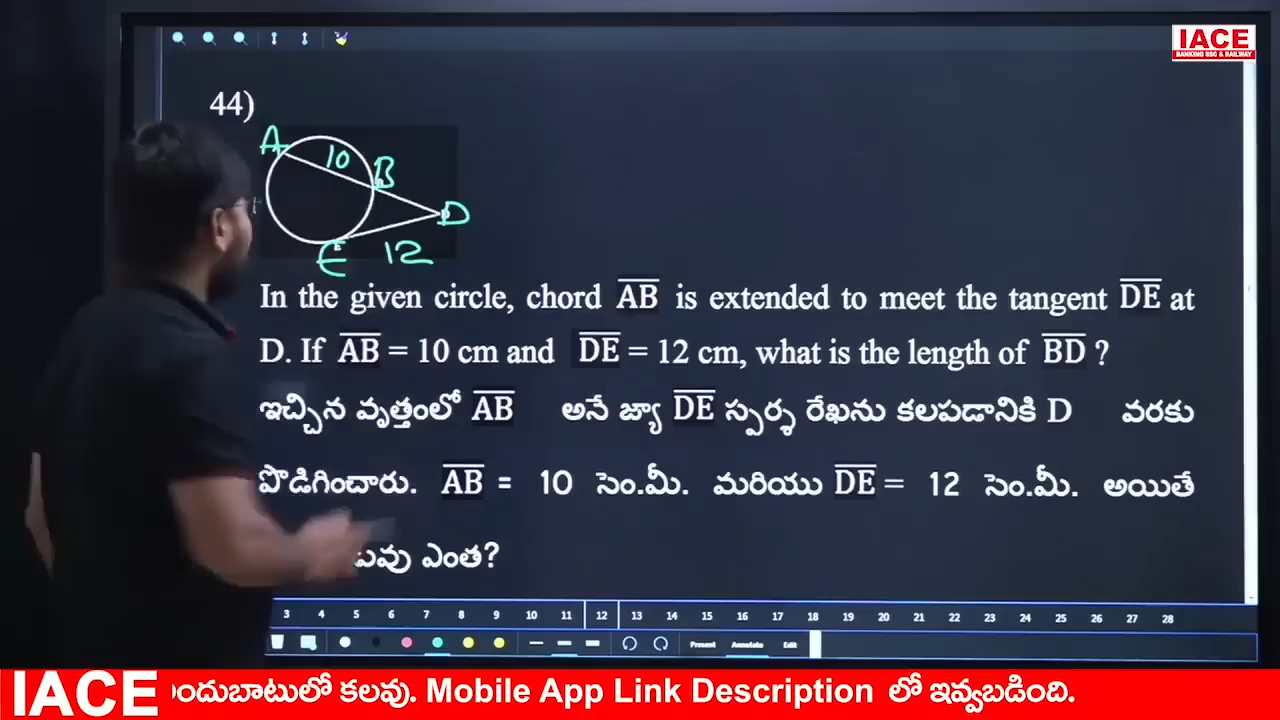 IACE
BANKING SSC & RAILWAY
44)
A
10
B
D
E
12
In the given circle, chord AB is extended to meet the tangent DE at
D. If AB = 10 cm and DE = 12 cm, what is the length of BD ?
ఇచ్చిన వృత్తంలో AB అనే జ్యా DE స్పర్శ రేఖను కలపడానికి D వరకు
పొడిగించారు. AB = 10 సెం.మీ. మరియు DE = 12 సెం.మీ. అయితే
ఎంత?
3 4 5 6 7 8 9 10 11 12 13 14 15 16 17 18 19 20 21 22 23 24 25 26 27 28
Present Annotate Edit
IACE కలవు. Mobile App Link Description లో ఇవ్వబడింది.